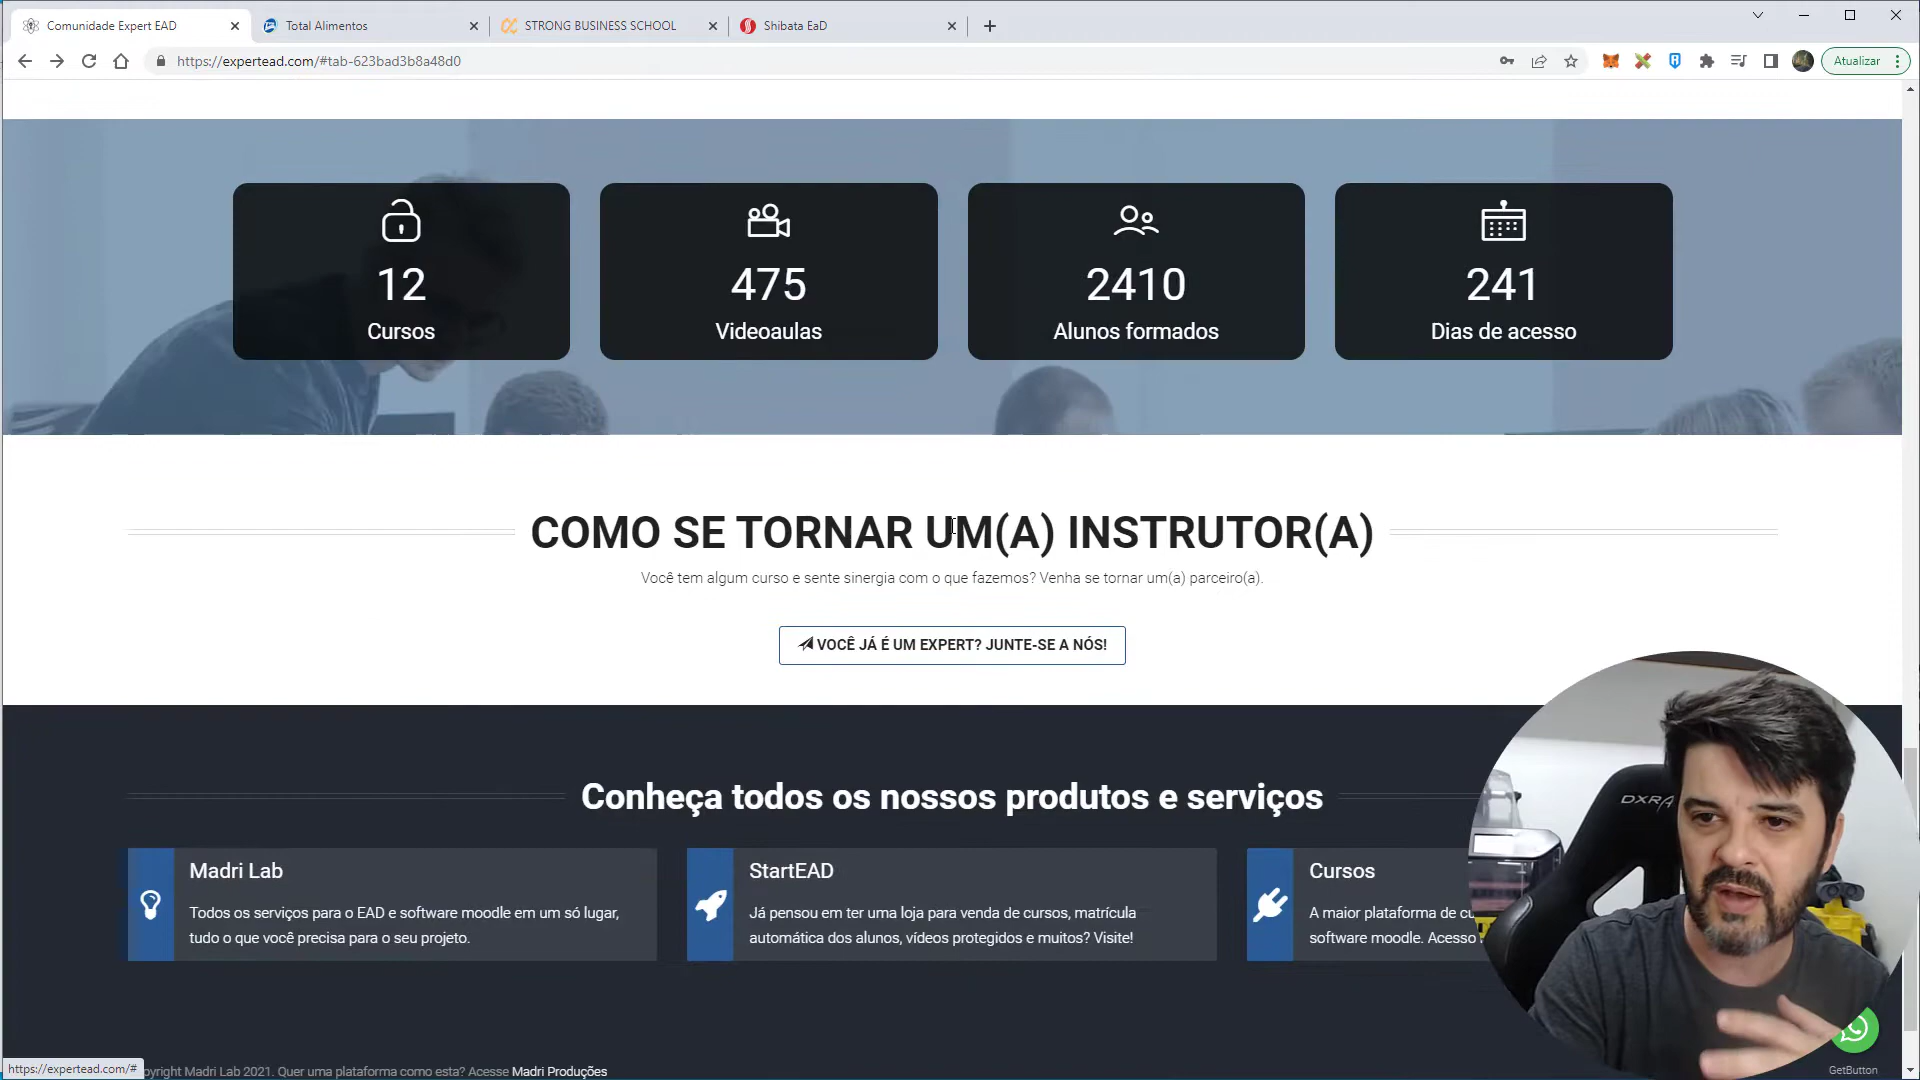 Comunidade Expert EAD
Total Alimentos
STRONG BUSINESS SCHOOL
Shibata EaD
https://expertead.com/#tab-623bad3b8a48d0
Atualizar
12
Cursos
475
Videoaulas
2410
Alunos formados
241
Dias de acesso
COMO SE TORNAR UM(A) INSTRUTOR(A)
Você tem algum curso e sente sinergia com o que fazemos? Venha se tornar um(a) parceiro(a).
VOCÊ JÁ É UM EXPERT? JUNTE-SE A NÓS!
Conheça todos os nossos produtos e serviços
Madri Lab
Todos os serviços para o EAD e software moodle em um só lugar,
tudo o que você precisa para o seu projeto.
StartEAD
Já pensou em ter uma loja para venda de cursos, matrícula
automática dos alunos, vídeos protegidos e muitos? Visite!
Cursos
A maior plataforma de
software moodle. Acesso
DXRA
https://expertead.com/#
pyright Madri Lab 2021. Quer uma plataforma como esta? Acesse Madri Produções
GetButton